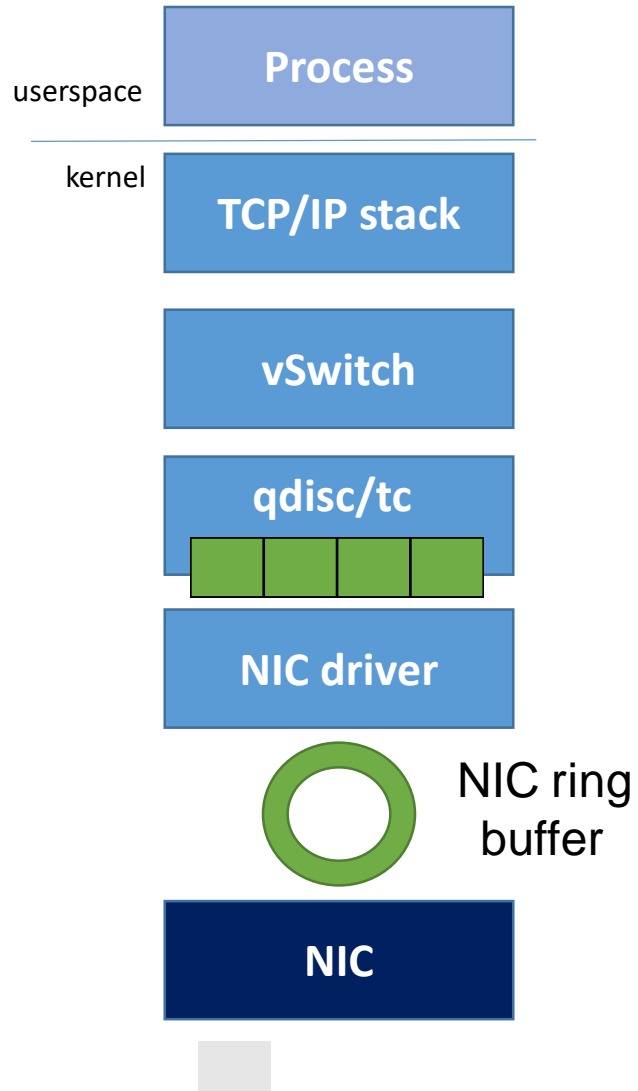 Process
userspace
kernel
TCP/IP stack
vSwitch
qdisc/tc
NIC driver
NIC ring
buffer
NIC